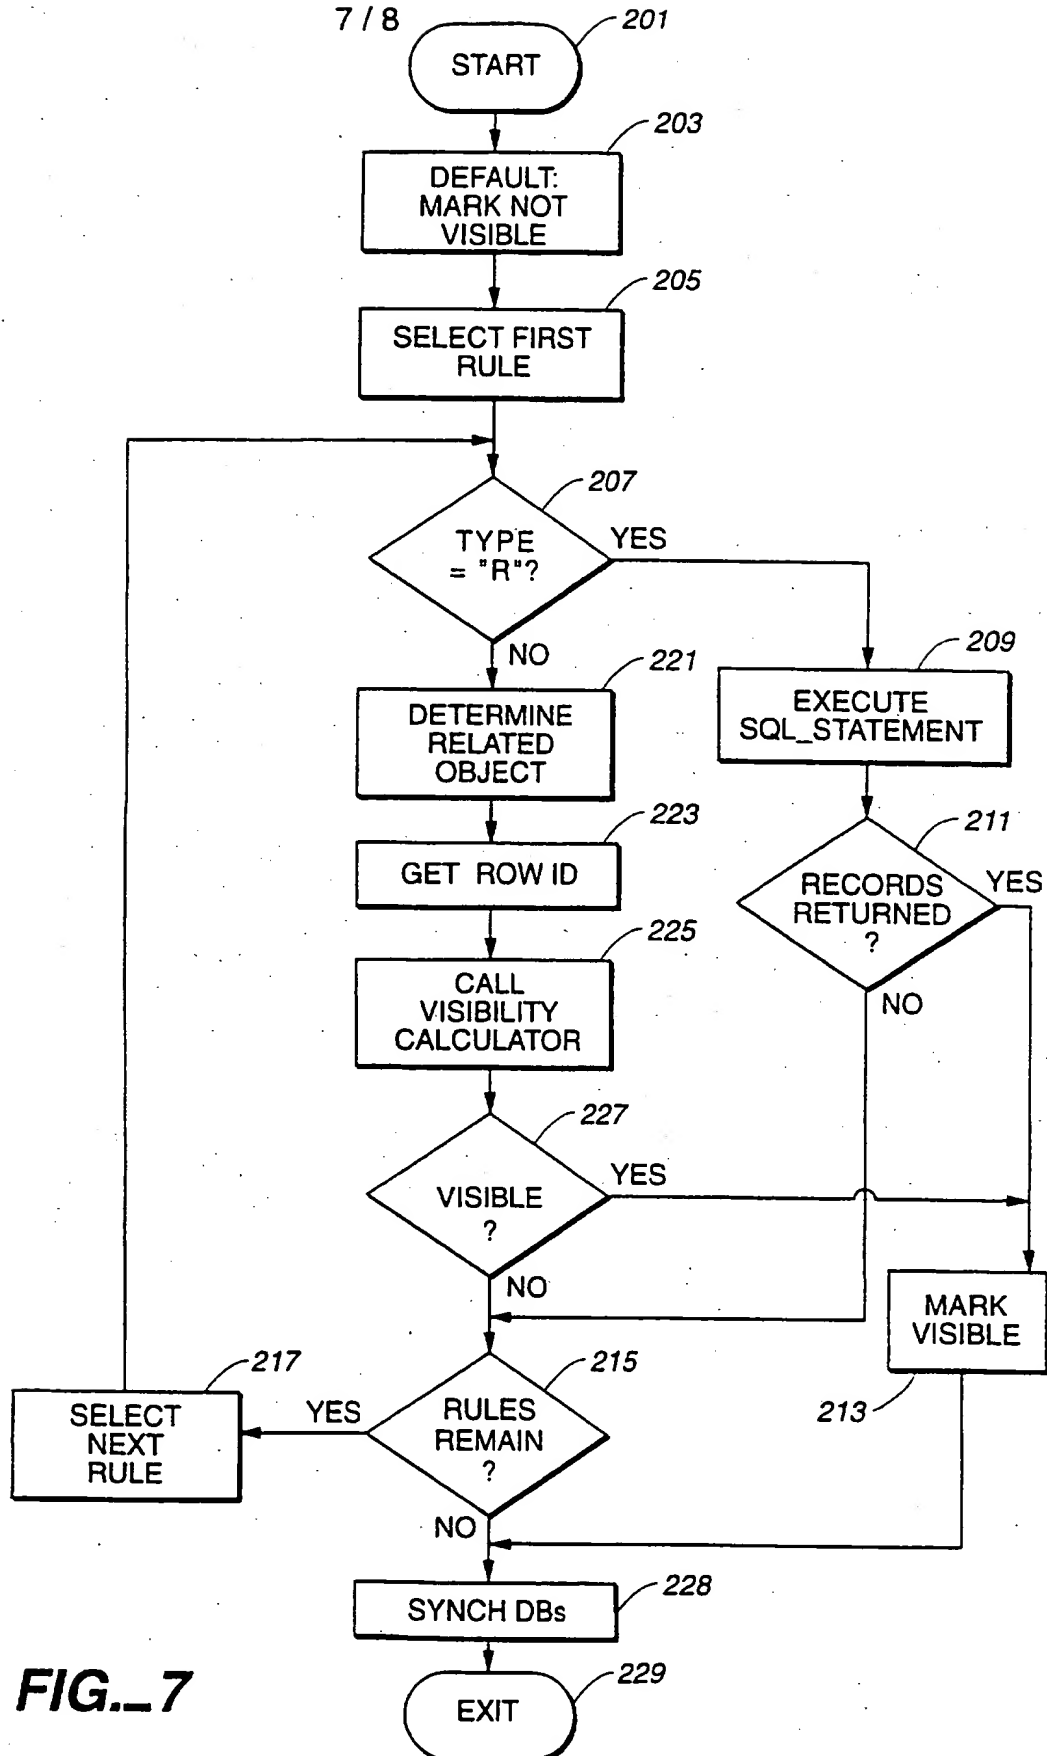 7/8
201
START
203
DEFAULT:
MARK NOT
VISIBLE
205
SELECT FIRST
RULE
207
TYPE
= "R"?
YES
NO
209
EXECUTE
SQL_STATEMENT
221
DETERMINE
RELATED
OBJECT
211
RECORDS
RETURNED
?
YES
NO
223
GET ROW ID
225
CALL
VISIBILITY
CALCULATOR
227
VISIBLE
?
YES
NO
MARK
VISIBLE
213
215
RULES
REMAIN
?
YES
NO
217
SELECT
NEXT
RULE
228
SYNCH DBs
229
EXIT
FIG._7